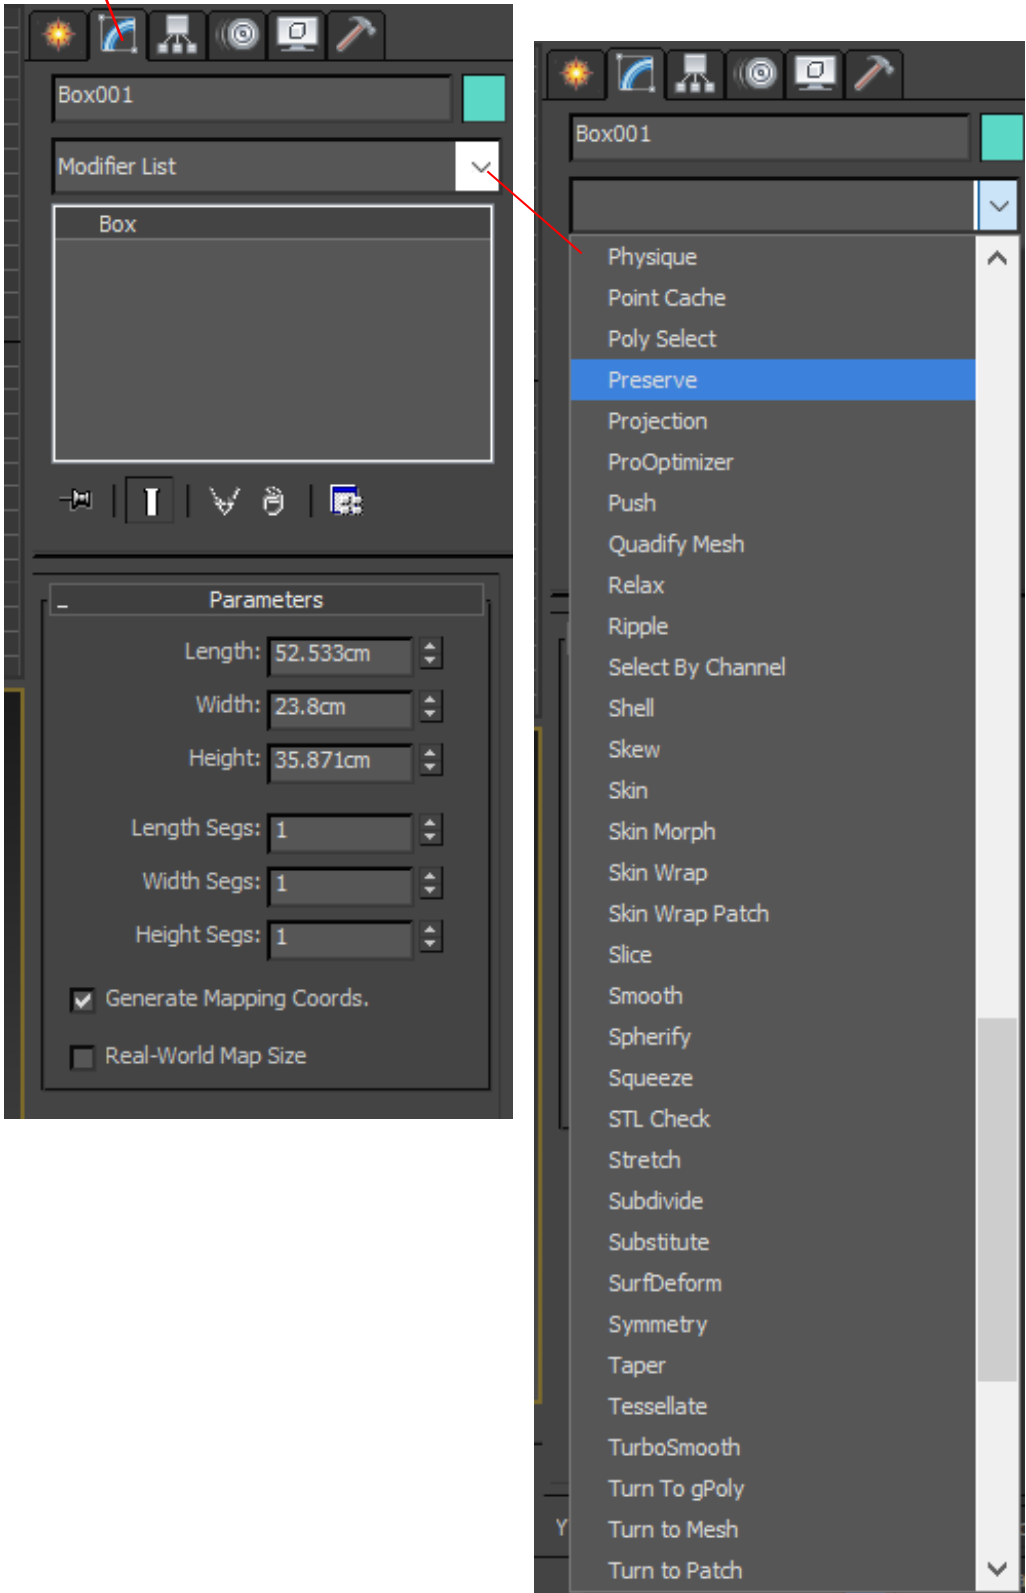 Box001
Modifier List
Box
Parameters
Length: 52.533cm
Width: 23.8cm
Height: 35.871cm
Length Segs: 1
Width Segs: 1
Height Segs: 1
Generate Mapping Coords.
Real-World Map Size
Box001
Physique
Point Cache
Poly Select
Preserve
Projection
ProOptimizer
Push
Quadify Mesh
Relax
Ripple
Select By Channel
Shell
Skew
Skin
Skin Morph
Skin Wrap
Skin Wrap Patch
Slice
Smooth
Spherify
Squeeze
STL Check
Stretch
Subdivide
Substitute
SurfDeform
Symmetry
Taper
Tessellate
TurboSmooth
Turn To gPoly
Y
Turn to Mesh
Turn to Patch